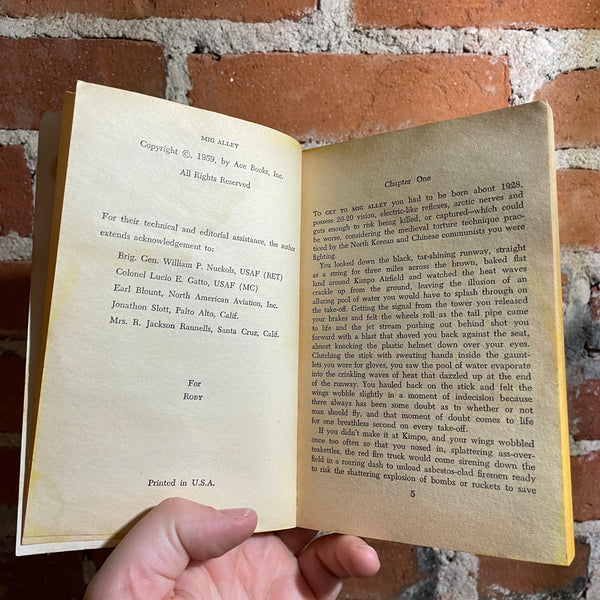 MIG ALLEY
Copyright ©, 1959, by Ace Books, Inc.
All Rights Reserved
For their technical and editorial assistance, the author
extends acknowledgement to:
Brig. Gen. William P. Nuckols, USAF (RET)
Colonel Lucio E. Gatto, USAF (MC)
Earl Blount, North American Aviation, Inc.
Jonathon Slott, Palto Alto, Calif.
Mrs. R. Jackson Rannells, Santa Cruz, Calif.
For
ROBY
Printed in U.S.A.
Chapter One
TO GET TO MIG ALLEY you had to be born about 1928,
possess 20-20 vision, electric-like reflexes, arctic nerves and
guts enough to risk being killed, or captured—which could
be worse, considering the medieval torture technique prac-
ticed by the North Korean and Chinese communists you were
fighting.
You looked down the black, tar-shining runway, straight
as a string for three miles across the brown, baked flat
land around Kimpo Airfield and watched the heat waves
crackle up from the ground, leaving the illusion of an
alluring pool of water you would have to splash through on
the take-off. Getting the signal from the tower you released
your brakes and felt the wheels roll as the tail pipe came
to life and the jet stream pushing out behind shot you
forward with a blast that shoved you back against the seat,
almost knocking the plastic helmet down over your eyes.
Clutching the stick with sweating hands inside the gaunt-
lets you wore for gloves, you saw the pool of water evaporate
into the crinkling waves of heat that dazzled up at the end
of the runway. You hauled back on the stick and felt the
wings wobble slightly in a moment of indecision because
there always has been some doubt as to whether or not
man should fly, and that moment of doubt comes to life
for one breathless second on every take-off.
If you didn't make it at Kimpo, and your wings wobbled
once too often so that you nosed in, splattering ass-over-
teakettles, the red fire truck would come sirening down the
field in a roaring dash to unload asbestos-clad firemen ready
to risk the shattering explosion of bombs or rockets to save
5